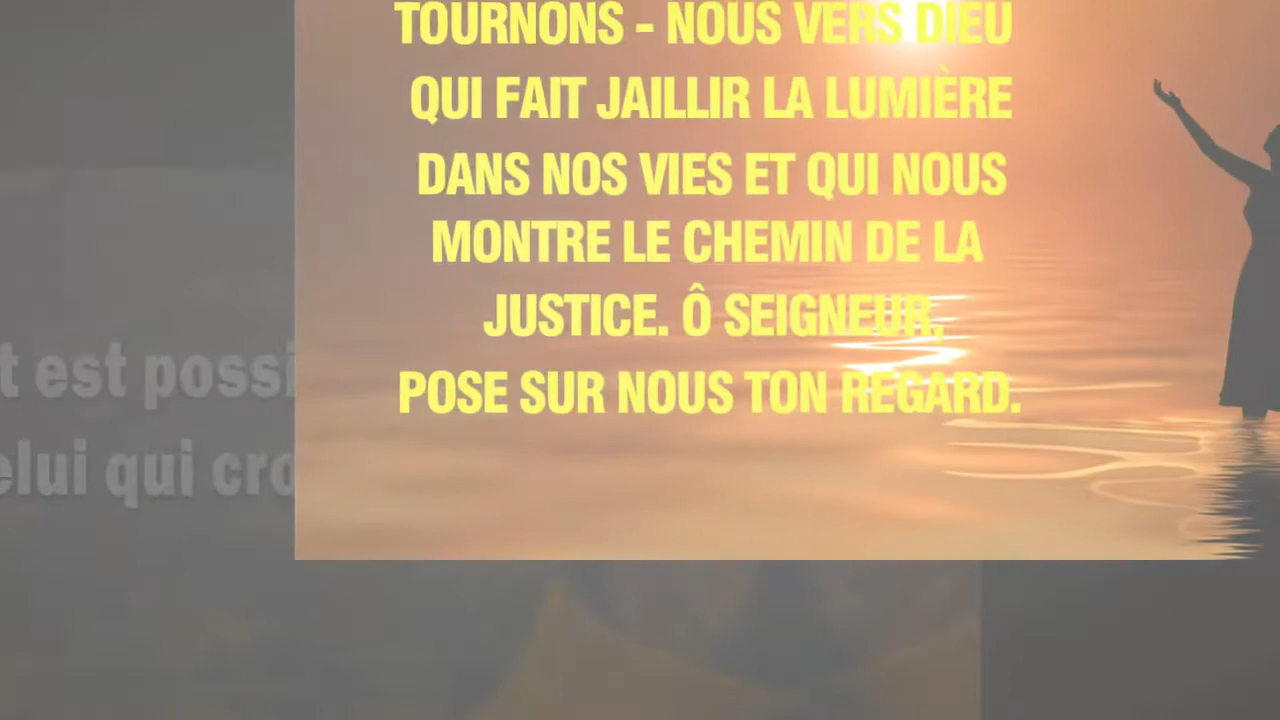 TOURNONS - NOUS VERS DIEU
QUI FAIT JAILLIR LA LUMIÈRE
DANS NOS VIES ET QUI NOUS
MONTRE LE CHEMIN DE LA
JUSTICE. Ô SEIGNEUR,
POSE SUR NOUS TON REGARD.
t est possi
elui qui cro